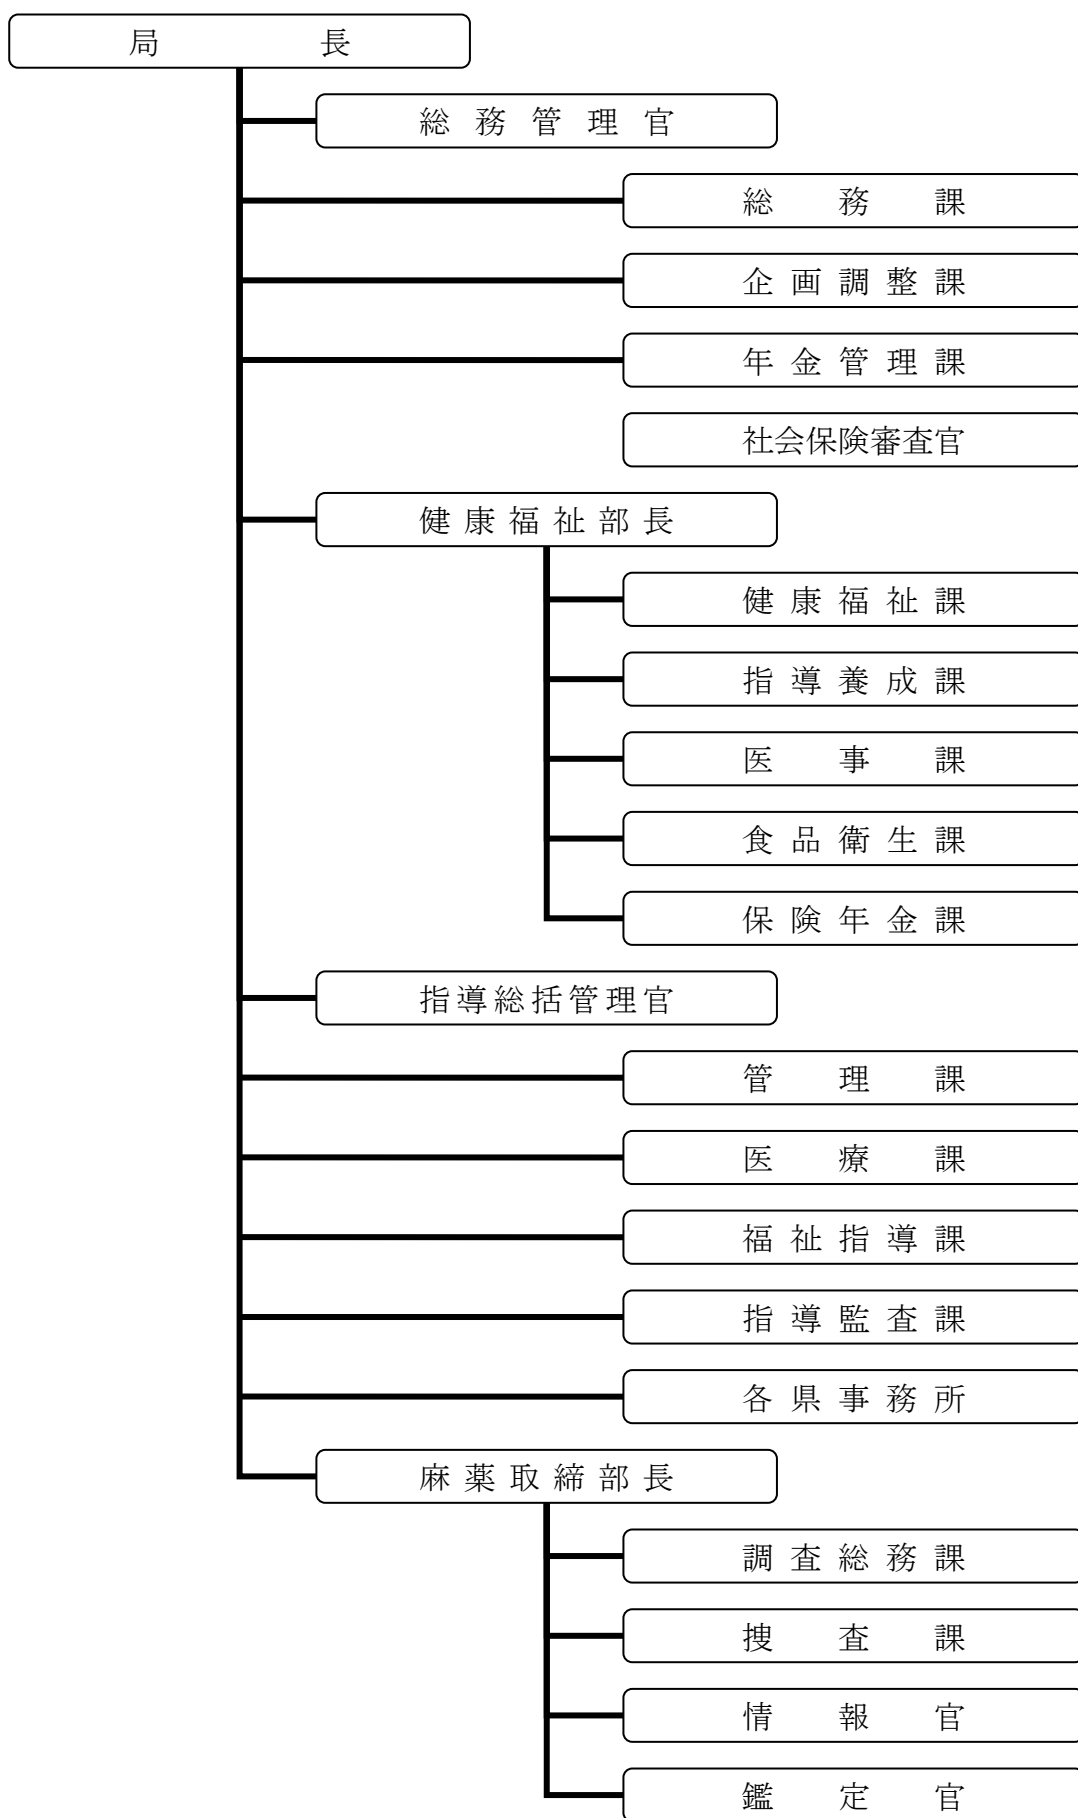 局長
総務管理官
総務課
企画調整課
年金管理課
社会保険審査官
健康福祉部長
健康福祉課
指導養成課
医事課
食品衛生課
保険年金課
指導総括管理官
管理課
医療課
福祉指導課
指導監査課
各県事務所
麻薬取締部長
調査総務課
捜査課
情報官
鑑定官